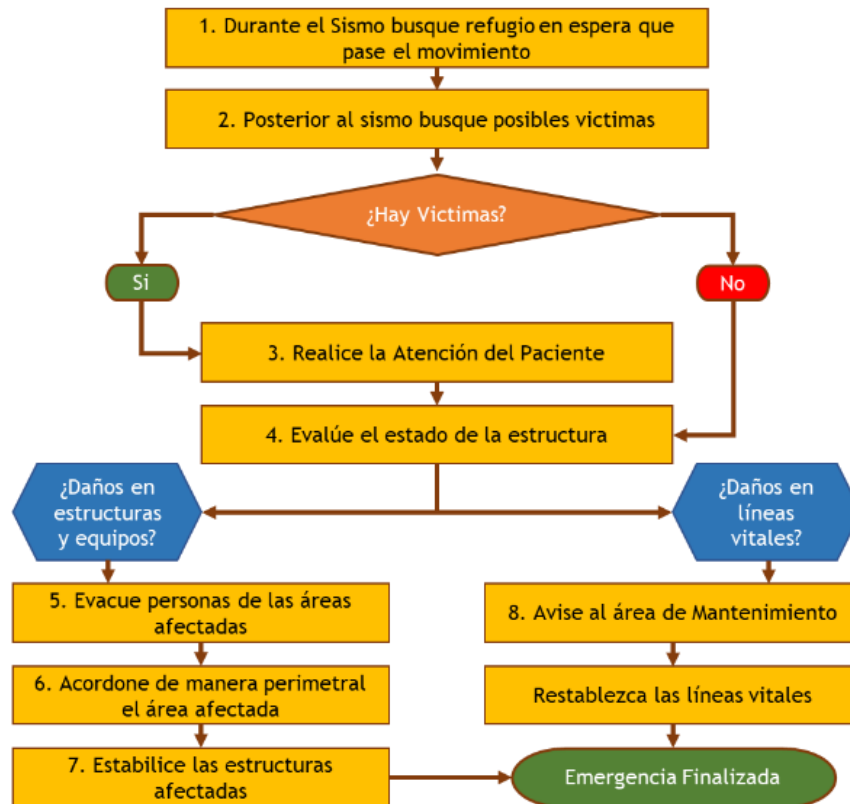 1. Durante el Sismo busque refugio en espera que
pase el movimiento
2. Posterior al sismo busque posibles victimas
¿Hay Victimas?
Si
No
3. Realice la Atención del Paciente
4. Evalúe el estado de la estructura
¿Daños en
estructuras
y equipos?
¿Daños en
líneas
vitales?
5. Evacue personas de las áreas
afectadas
8. Avise al área de Mantenimiento
6. Acordone de manera perimetral
el área afectada
Restablezca las líneas vitales
7. Estabilice las estructuras
afectadas
Emergencia Finalizada